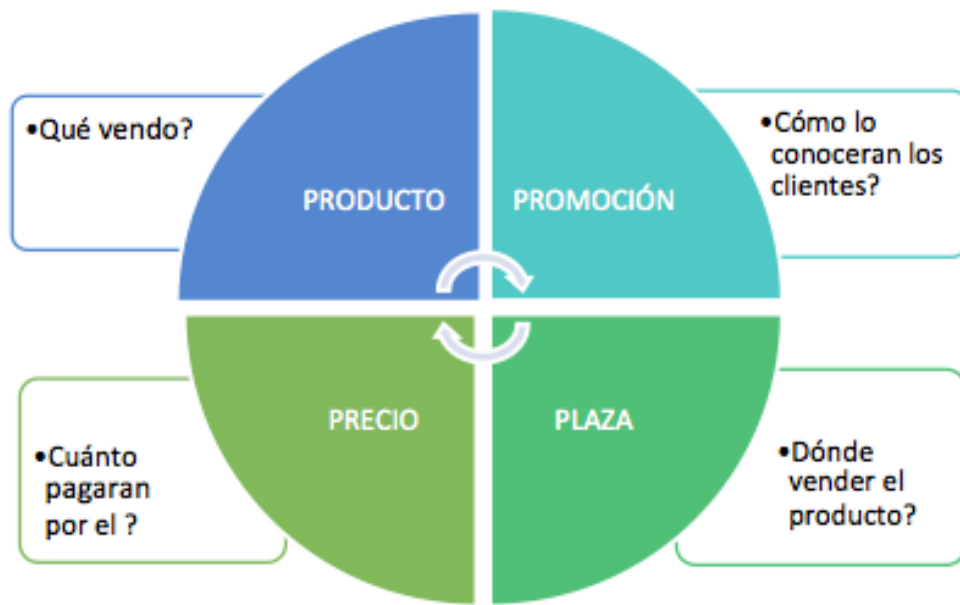 •Qué vendo?
PRODUCTO
PROMOCIÓN
•Cómo lo
conoceran los
clientes?
PRECIO
•Cuánto
pagaran
por el ?
PLAZA
•Dónde
vender el
producto?